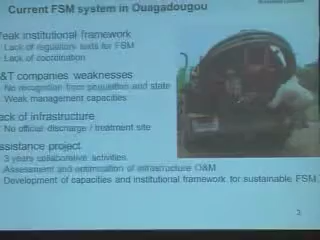 Current FSM system in Ouagadougou
Weak institutional framework
Lack of regulatory texts for FSM
Lack of coordination
&T companies weaknesses
No recognition from population and state
Weak management capacities
ack of infrastructure
No official discharge / treatment site
ssistance project
3 years collaborative activities
Assessment and optimization of infrastructure O&M
Development of capacities and institutional framework for sustainable FSM.
2